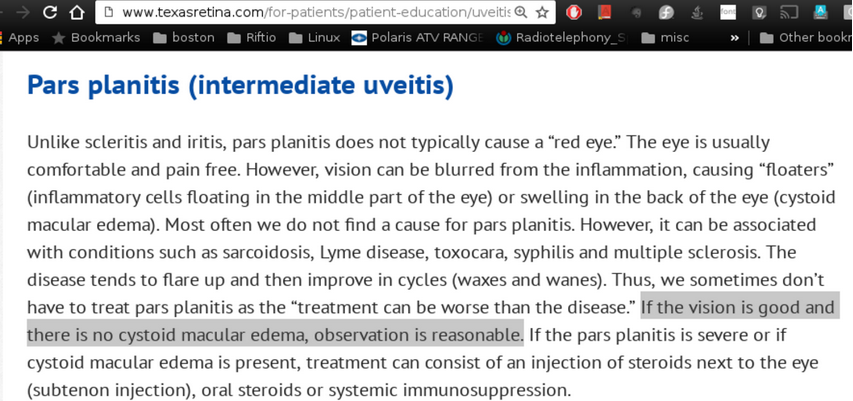 www.texasretina.com/for-patients/patient-education/uveitis
Apps Bookmarks boston Riftio Linux Polaris ATV RANGE Radiotelephony_S misc » Other bookr
Pars planitis (intermediate uveitis)
Unlike scleritis and iritis, pars planitis does not typically cause a “red eye.” The eye is usually
comfortable and pain free. However, vision can be blurred from the inflammation, causing “floaters”
(inflammatory cells floating in the middle part of the eye) or swelling in the back of the eye (cystoid
macular edema). Most often we do not find a cause for pars planitis. However, it can be associated
with conditions such as sarcoidosis, Lyme disease, toxocara, syphilis and multiple sclerosis. The
disease tends to flare up and then improve in cycles (waxes and wanes). Thus, we sometimes don’t
have to treat pars planitis as the “treatment can be worse than the disease.” If the vision is good and
there is no cystoid macular edema, observation is reasonable. If the pars planitis is severe or if
cystoid macular edema is present, treatment can consist of an injection of steroids next to the eye
(subtenon injection), oral steroids or systemic immunosuppression.